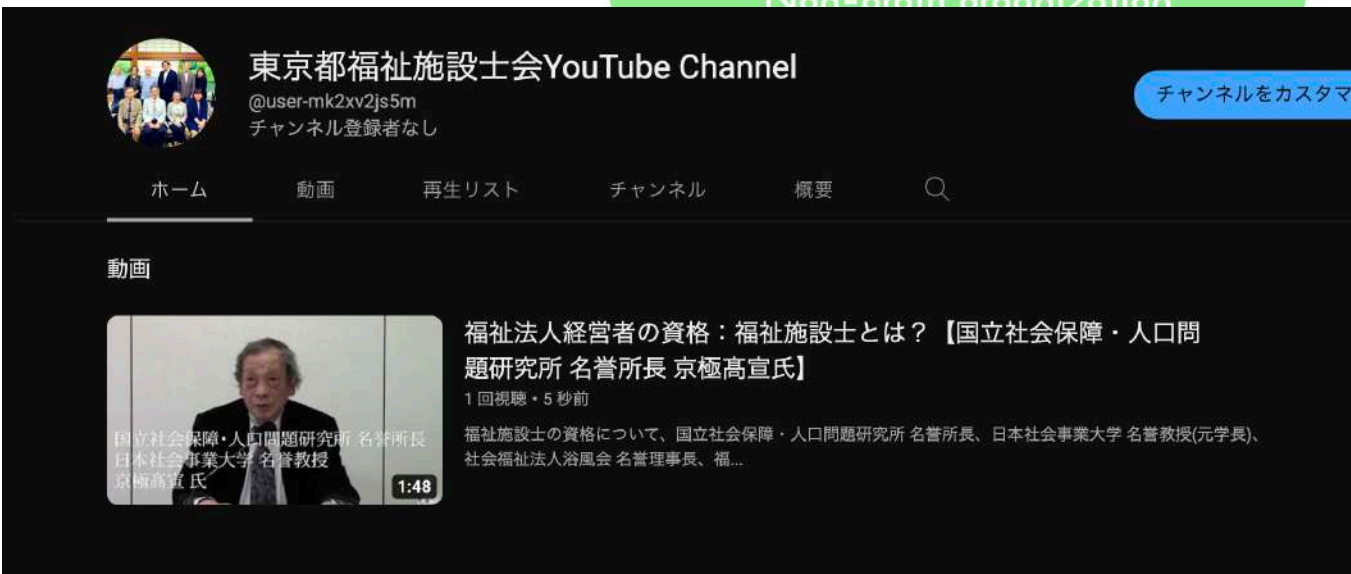 東京都福祉施設士会YouTube Channel
@user-mk2xv2js5m
チャンネル登録者なし
チャンネルをカスタマ
ホーム 動画 再生リスト チャンネル 概要
動画
福祉法人経営者の資格：福祉施設士とは？【国立社会保障・人口問
題研究所 名誉所長 京極髙宣氏】
1 回視聴・5 秒前
福祉施設士の資格について、国立社会保障・人口問題研究所 名誉所長、日本社会事業大学 名誉教授(元学長)、
社会福祉法人浴風会 名誉理事長、福...
国立社会保障・人口問題研究所 名誉所長
日本社会事業大学 名誉教授
京極髙宣 氏
1:48